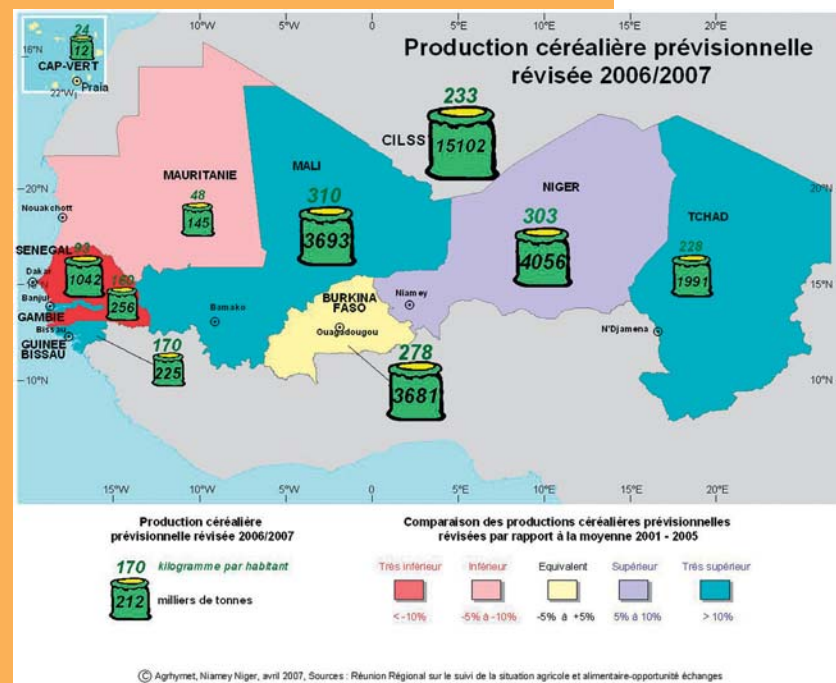 Production céréalière prévisionnelle
révisée 2006/2007
24
12
16°N
CAP-VERT
Praia
22°W
15°W
10°W
5°W
0°
5°E
10°E
15°E
20°E
233
CILSS
15102
20°N
MAURITANIE
MALI
NIGER
TCHAD
20°N
48
145
310
3693
303
4056
228
1991
Nouakchott
SENEGAL
93
1042
Dakar
160
256
15°N
Banjul
GAMBIE
Bissau
GUINEE
BISSAU
Bamako
BURKINA
FASO
Ouagadougou
Niamey
N'Djamena
170
225
278
3681
10°N
10°N
15°W
10°W
5°W
0°
5°E
10°E
15°E
20°E
Production céréalière
prévisionnelle révisée 2006/2007
170 kilogramme par habitant
212 milliers de tonnes
Comparaison des productions céréalières prévisionnelles
révisées par rapport à la moyenne 2001 - 2005
Très inférieur Inférieur Equivalent Supérieur Très supérieur
<-10% -5% à -10% -5% à +5% 5% à 10% > 10%
© Agrhymet, Niamey Niger, avril 2007, Sources : Réunion Régional sur le suivi de la situation agricole et alimentaire-opportunité échanges